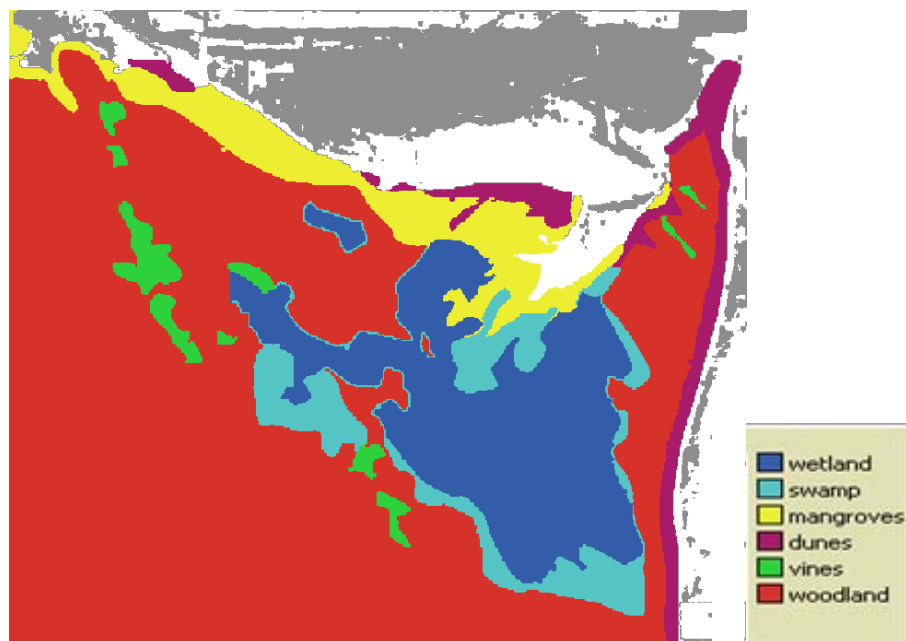 wetland
swamp
mangroves
dunes
vines
woodland